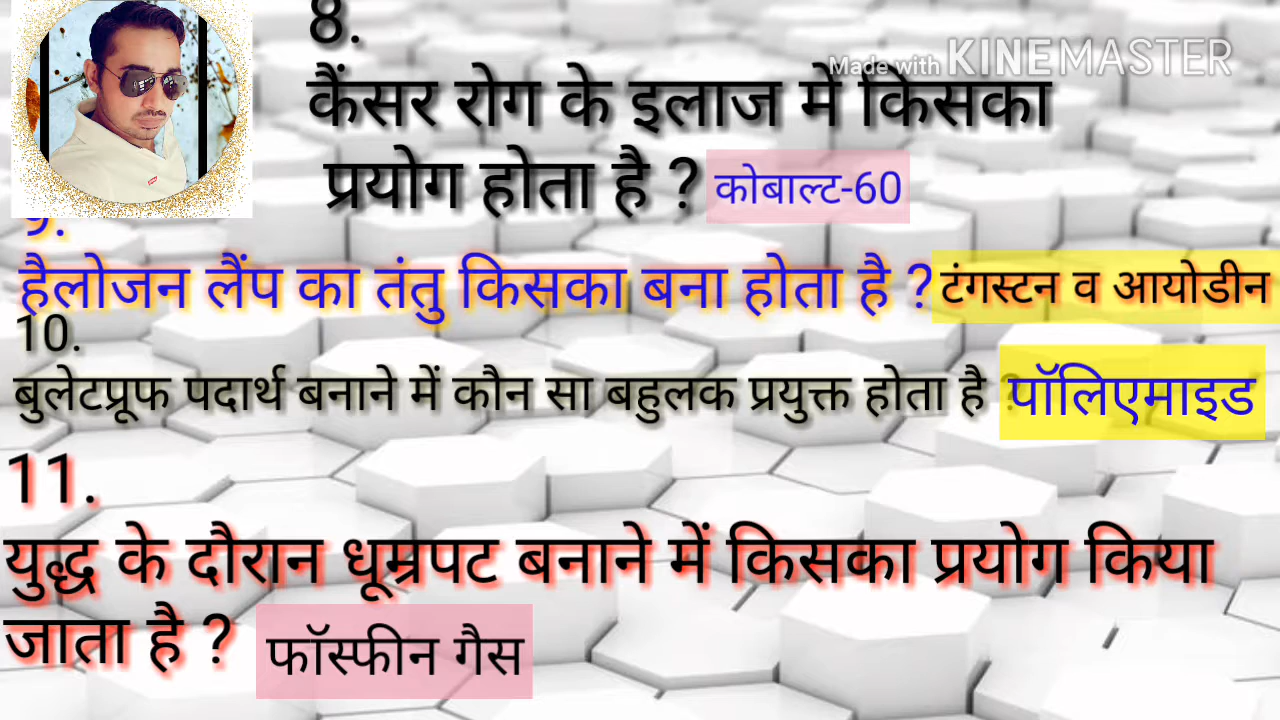 8.
Made with KINEMASTER
कैंसर रोग के इलाज में किसका
प्रयोग होता है ? कोबाल्ट-60
9.
हैलोजन लैंप का तंतु किसका बना होता है ? टंगस्टन व आयोडीन
10.
बुलेटप्रूफ पदार्थ बनाने में कौन सा बहुलक प्रयुक्त होता है ? पॉलिएमाइड
11.
युद्ध के दौरान धूम्रपट बनाने में किसका प्रयोग किया
जाता है ? फॉस्फीन गैस